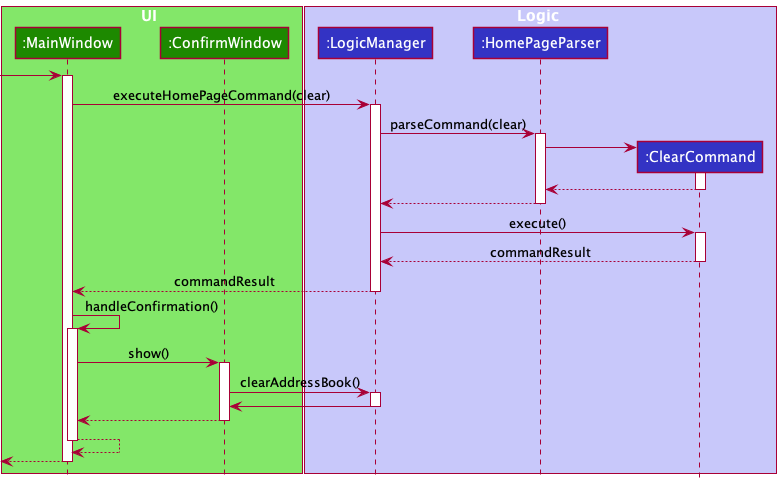 UI
Logic
:MainWindow
:ConfirmWindow
:LogicManager
:HomePageParser
executeHomePageCommand(clear)
parseCommand(clear)
:ClearCommand
execute()
commandResult
commandResult
handleConfirmation()
show()
clearAddressBook()